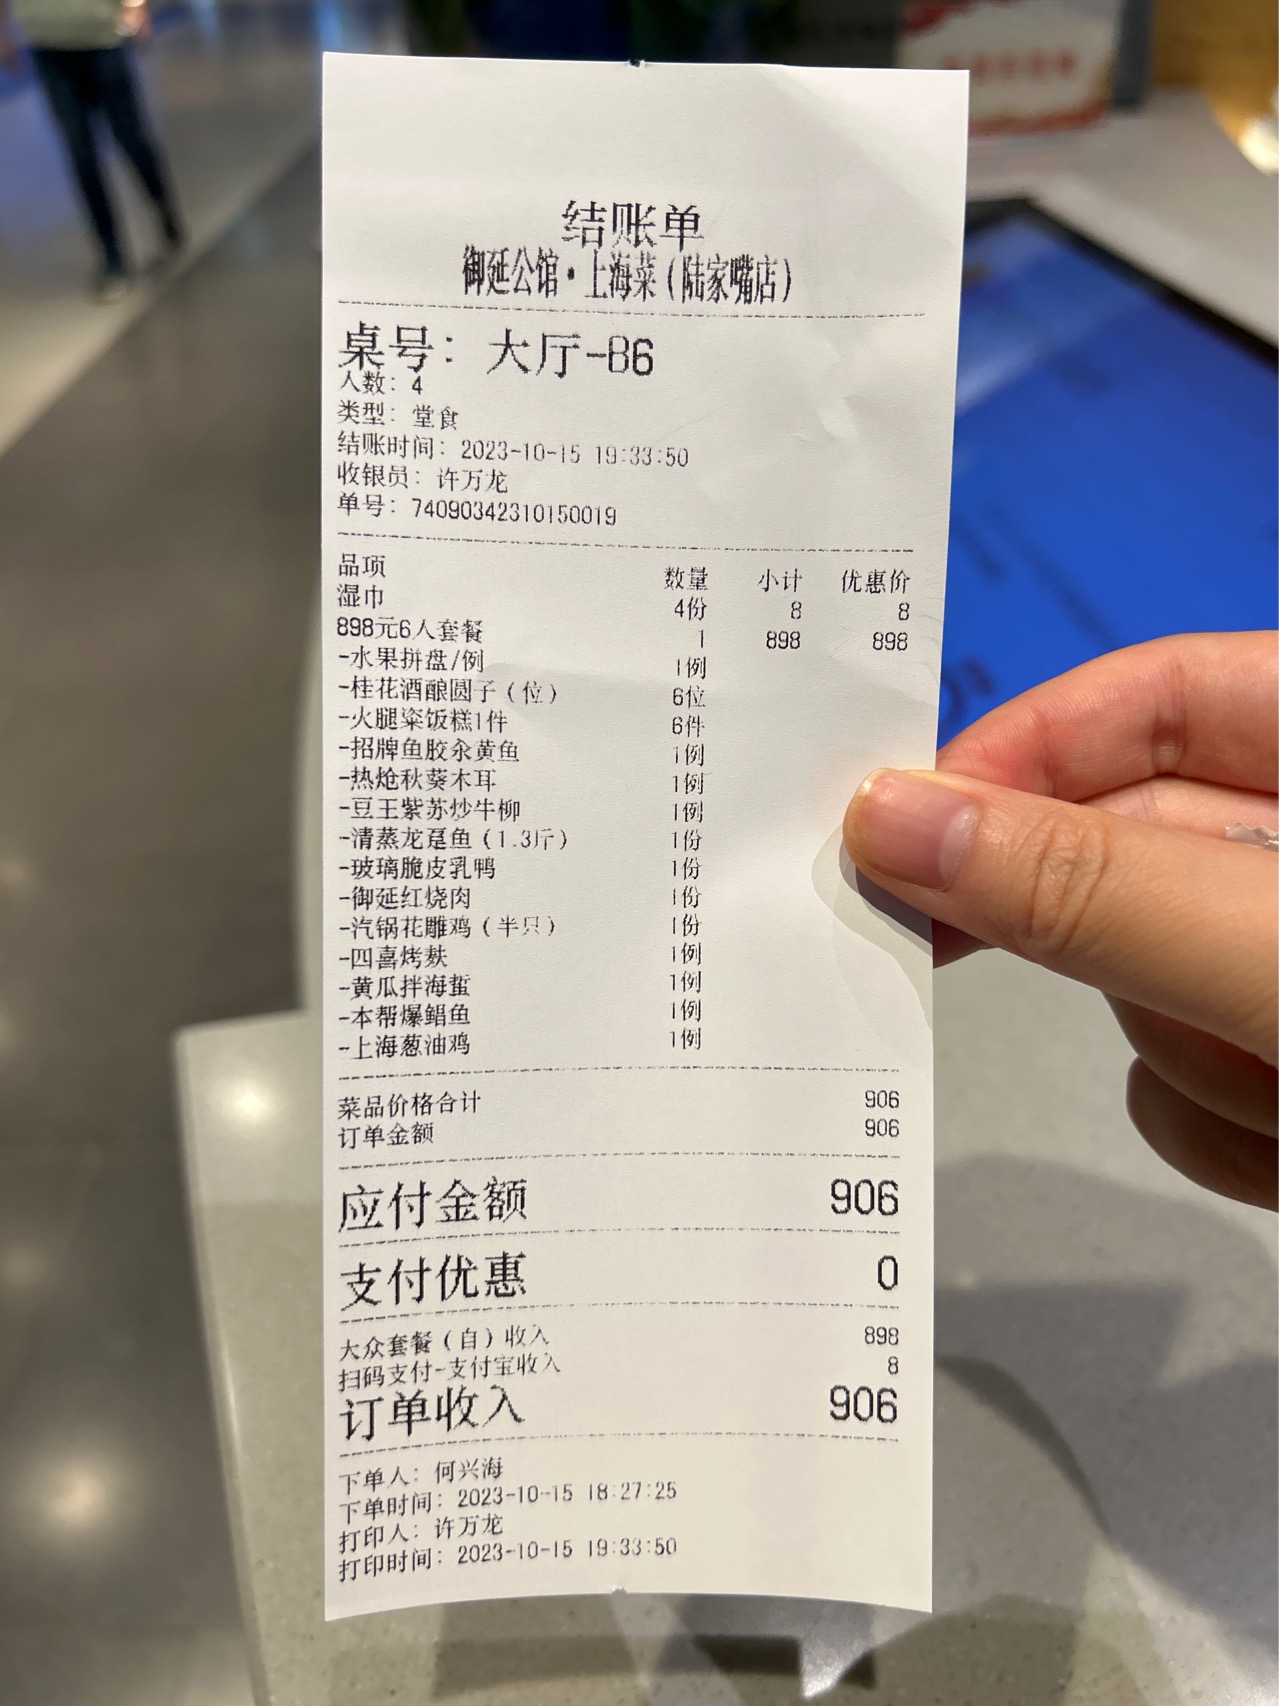 结账单
御延公馆·上海菜(陆家嘴店)
桌号: 大厅-B6
人数: 4
类型: 堂食
结账时间: 2023-10-15 19:33:50
收银员: 许万龙
单号: 74090342310150019
品项 数量 小计 优惠价
湿巾 4份 8 8
898元6人套餐 1 898 898
-水果拼盘/例 1例
-桂花酒酿圆子(位) 6位
-火腿粢饭糕1件 6件
-招牌鱼胶汆黄鱼 1例
-热炝秋葵木耳 1例
-豆王紫苏炒牛柳 1例
-清蒸龙趸鱼(1.3斤) 1份
-玻璃脆皮乳鸭 1份
-御延红烧肉 1份
-汽锅花雕鸡(半只) 1份
-四喜烤麸 1例
-黄瓜拌海蜇 1例
-本帮爆鲳鱼 1例
-上海葱油鸡 1例
菜品价格合计 906
订单金额 906
应付金额 906
支付优惠 0
大众套餐(自)收入 898
扫码支付-支付宝收入 8
订单收入 906
下单人: 何兴海
下单时间: 2023-10-15 18:27:25
打印人: 许万龙
打印时间: 2023-10-15 19:33:50